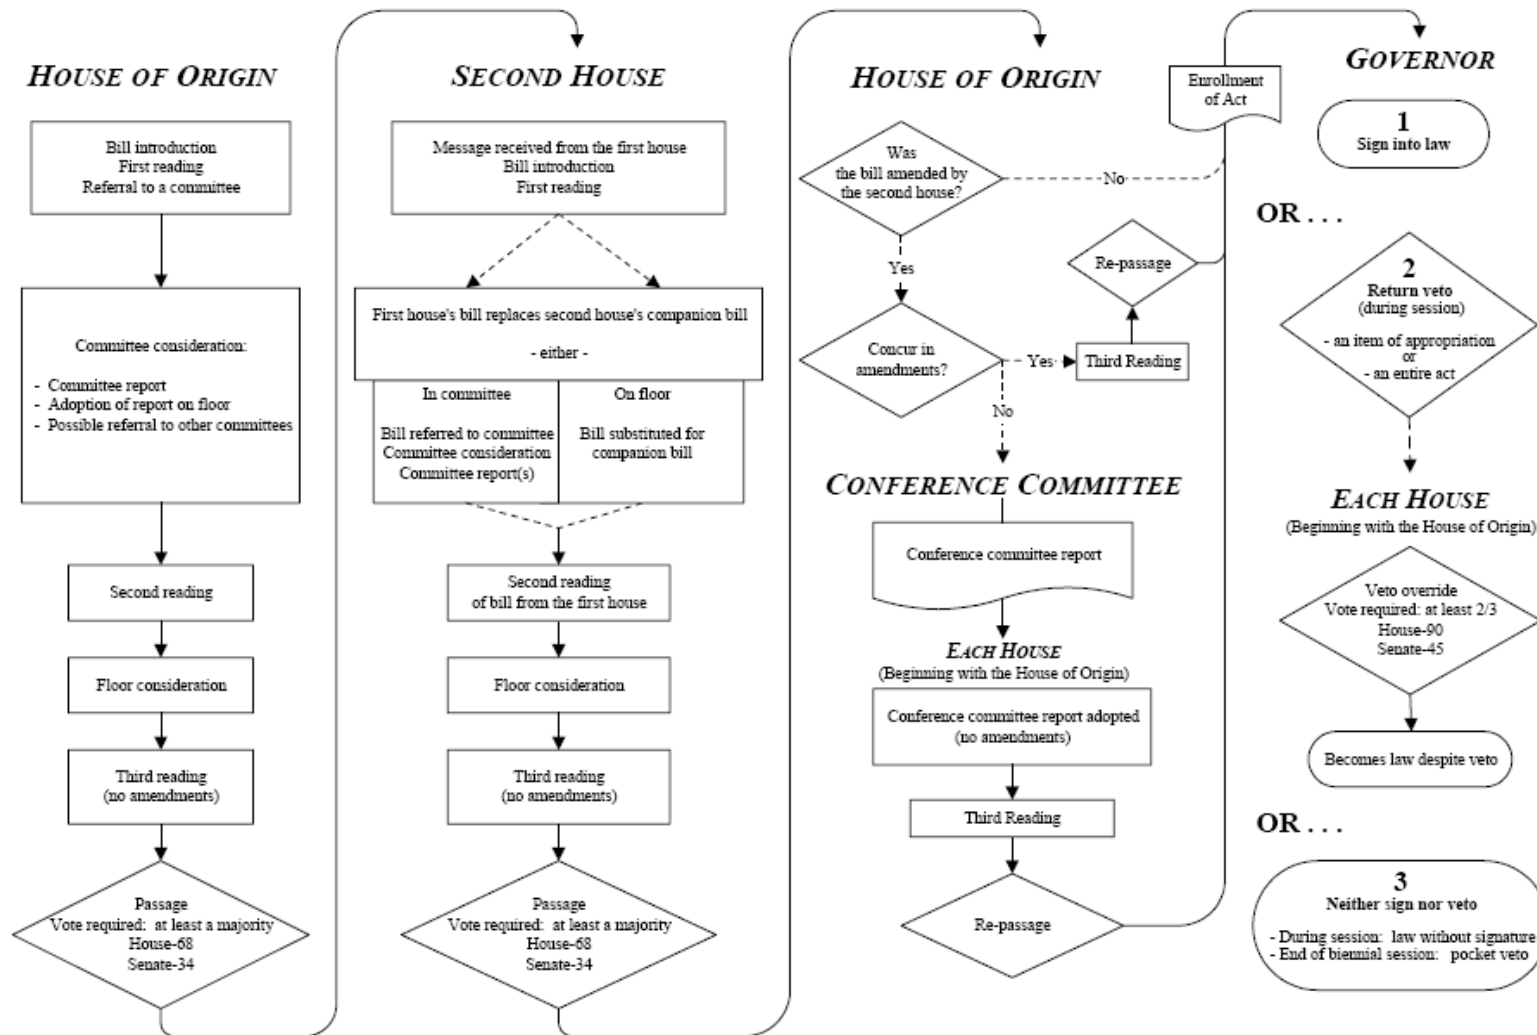 HOUSE OF ORIGIN
Bill introduction
First reading
Referral to a committee
Committee consideration:
- Committee report
- Adoption of report on floor
- Possible referral to other committees
Second reading
Floor consideration
Third reading
(no amendments)
Passage
Vote required: at least a majority
House-68
Senate-34
SECOND HOUSE
Message received from the first house
Bill introduction
First reading
First house's bill replaces second house's companion bill
- either -
In committee
Bill referred to committee
Committee consideration
Committee report(s)
On floor
Bill substituted for
companion bill
Second reading
of bill from the first house
Floor consideration
Third reading
(no amendments)
Passage
Vote required: at least a majority
House-68
Senate-34
HOUSE OF ORIGIN
Was
the bill amended by
the second house?
No
Yes
Concur in
amendments?
Yes
Third Reading
Re-passage
Enrollment
of Act
No
CONFERENCE COMMITTEE
Conference committee report
EACH HOUSE
(Beginning with the House of Origin)
Conference committee report adopted
(no amendments)
Third Reading
Re-passage
GOVERNOR
1
Sign into law
OR . . .
2
Return veto
(during session)
- an item of appropriation
or
- an entire act
EACH HOUSE
(Beginning with the House of Origin)
Veto override
Vote required: at least 2/3
House-90
Senate-45
Becomes law despite veto
OR . . .
3
Neither sign nor veto
- During session: law without signature
- End of biennial session: pocket veto